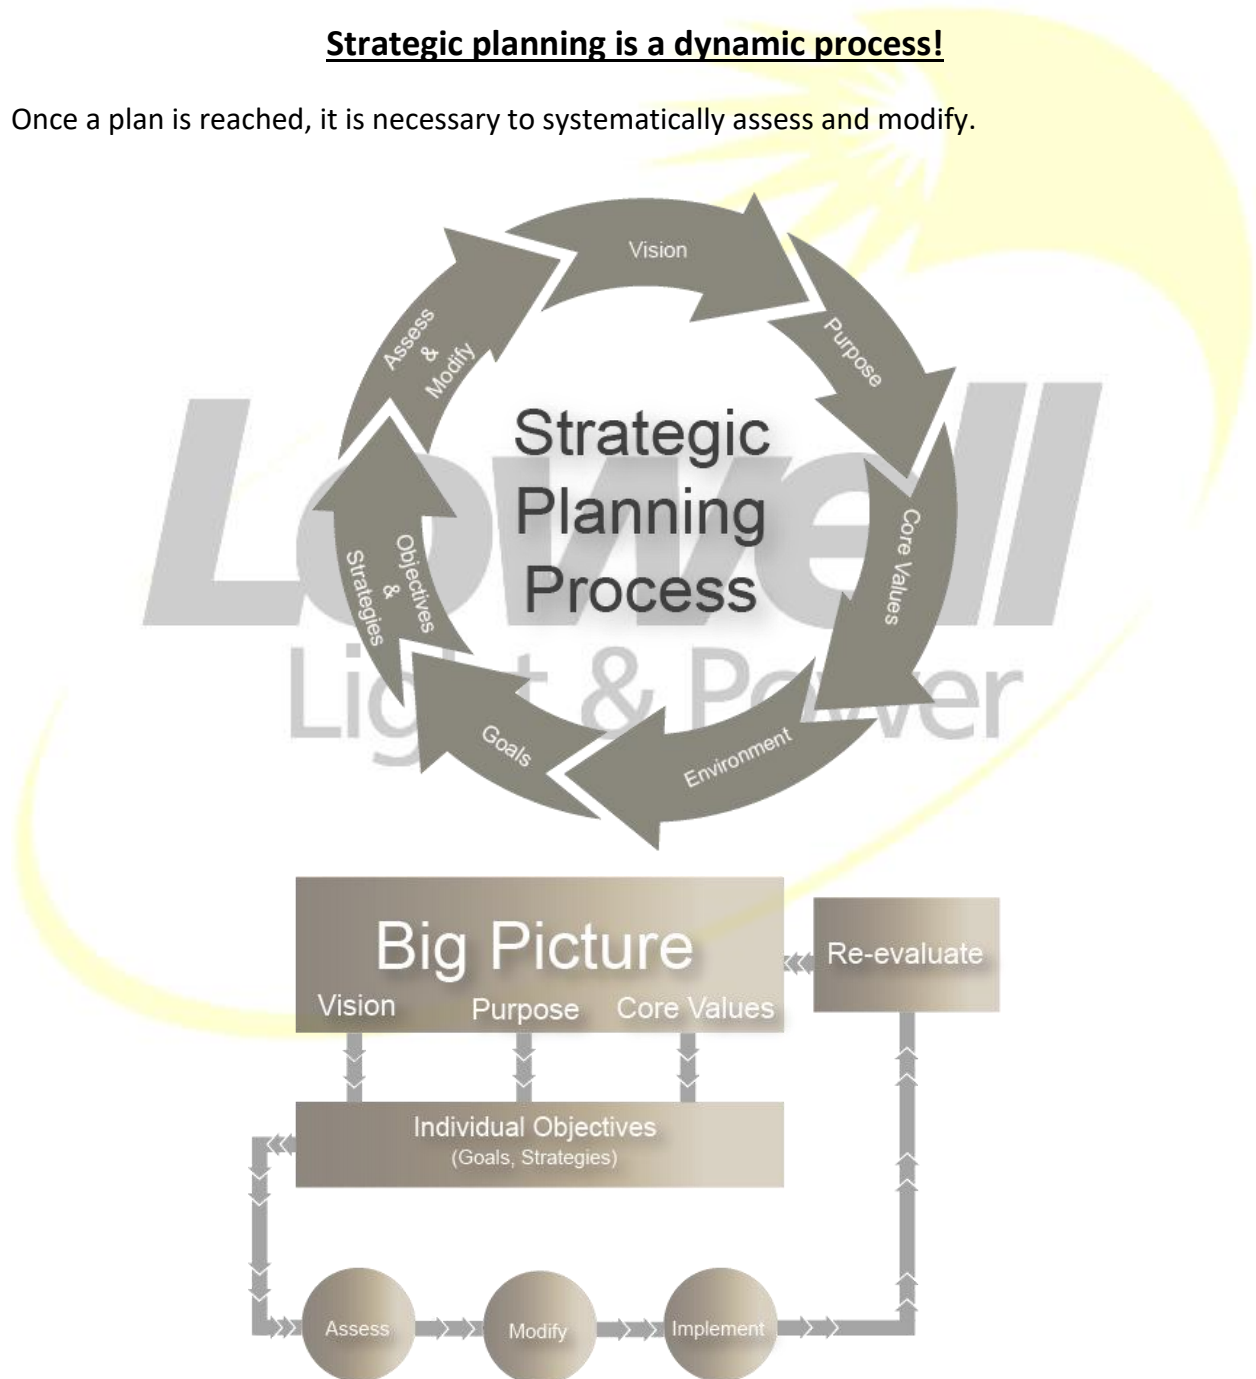 Strategic planning is a dynamic process!
Once a plan is reached, it is necessary to systematically assess and modify.
Vision
Purpose
Core Values
Environment
Goals
Objectives
&
Strategies
Assess
&
Modify
Strategic
Planning
Process
Lowell
Light & Power
Big Picture
Vision Purpose Core Values
Re-evaluate
Individual Objectives
(Goals, Strategies)
Assess
Modify
Implement